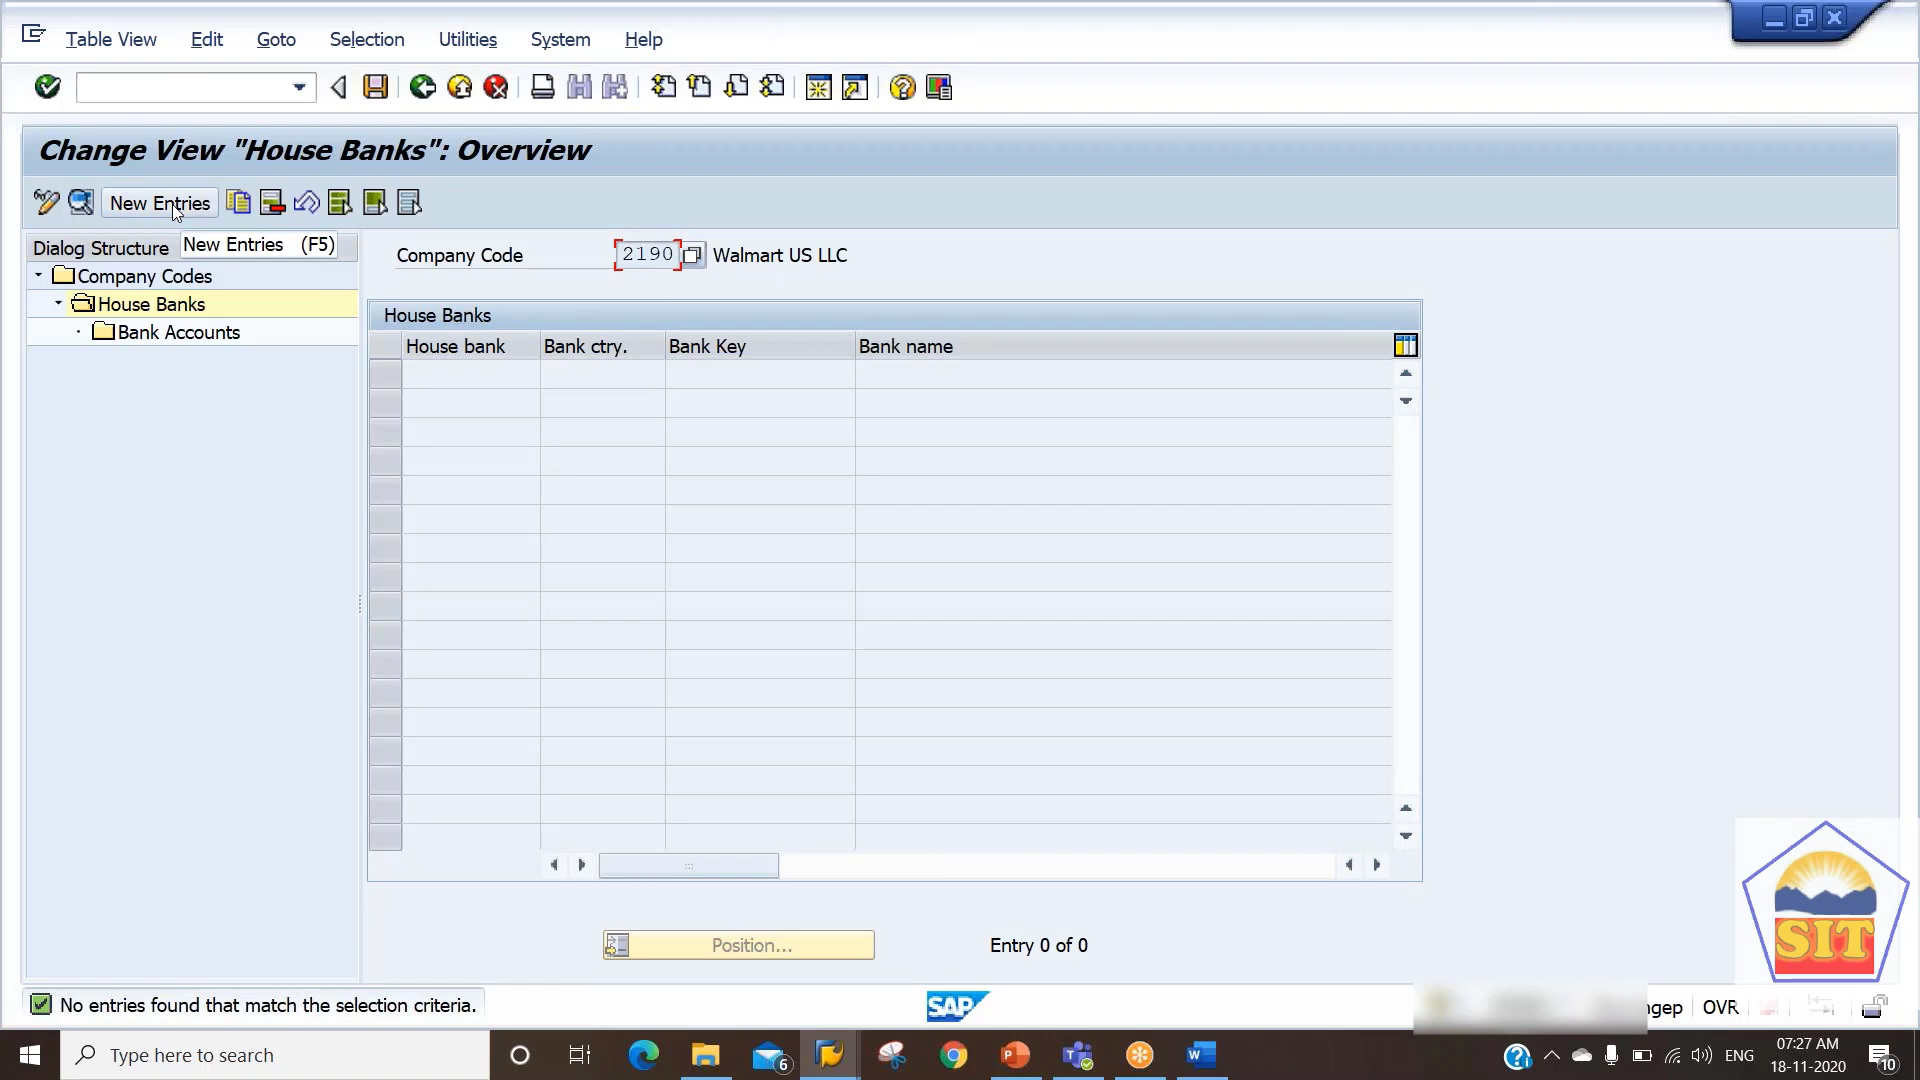 Table View Edit Goto Selection Utilities System Help
Change View "House Banks": Overview
New Entries
Dialog Structure
New Entries (F5)
Company Codes
House Banks
Bank Accounts
Company Code 2190 Walmart US LLC
House Banks
House bank Bank ctry. Bank Key Bank name
Position... Entry 0 of 0
SIT
No entries found that match the selection criteria.
SAP
OVR
Type here to search
6
ENG
07:27 AM
18-11-2020
10